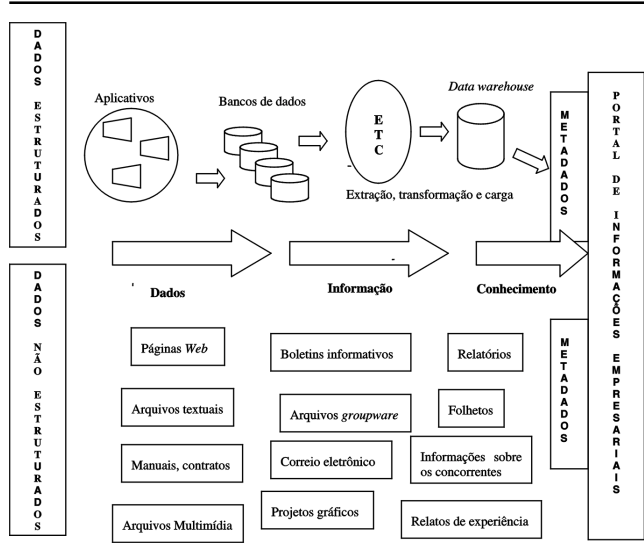 DADOS ESTRUTURADOS
Aplicativos
Bancos de dados
ETC
Data warehouse
Extração, transformação e carga
METADADOS
PORTAL DE INFORMAÇÕES EMPRESARIAIS
Dados
Informação
Conhecimento
DADOS NÃO ESTRUTURADOS
Páginas Web
Boletins informativos
Relatórios
METADADOS
Arquivos textuais
Arquivos groupware
Folhetos
Manuais, contratos
Correio eletrônico
Informações sobre
os concorrentes
Arquivos Multimídia
Projetos gráficos
Relatos de experiência